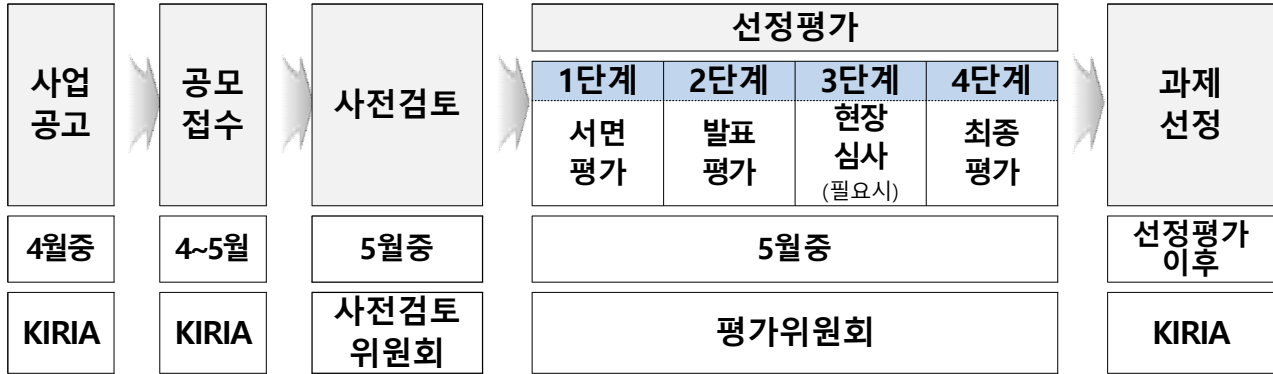 사업
공고
공모
접수
사전검토
선정평가
1단계 2단계 3단계 4단계
서면
평가
발표
평가
현장
심사
(필요시)
최종
평가
과제
선정
4월중 4~5월 5월중 5월중 선정평가
이후
KIRIA KIRIA 사전검토
위원회
평가위원회 KIRIA